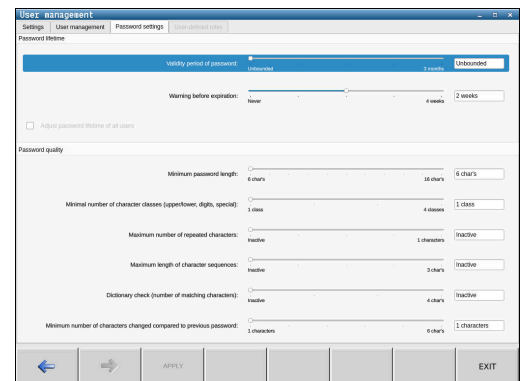 User management
Settings User management Password settings User-defined roles
Password lifetime
Validity period of password: Unbounded
Unbounded 3 months
Warning before expiration: 2 weeks
Never 4 weeks
Adjust password lifetime of all users
Password quality
Minimum password length: 6 char's
6 char's 16 char's
Minimal number of character classes (upper/lower, digits, special): 1 class
1 class 4 classes
Maximum number of repeated characters: Inactive
Inactive 1 characters
Maximum length of character sequences: Inactive
Inactive 3 char's
Dictionary check (number of matching characters): Inactive
Inactive 4 char's
Minimum number of characters changed compared to previous password: 1 characters
1 characters 6 char's
APPLY EXIT